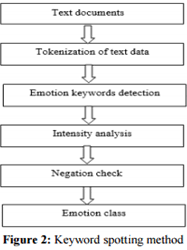 Text documents
Tokenization of text data
Emotion keywords detection
Intensity analysis
Negation check
Emotion class
Figure 2: Keyword spotting method